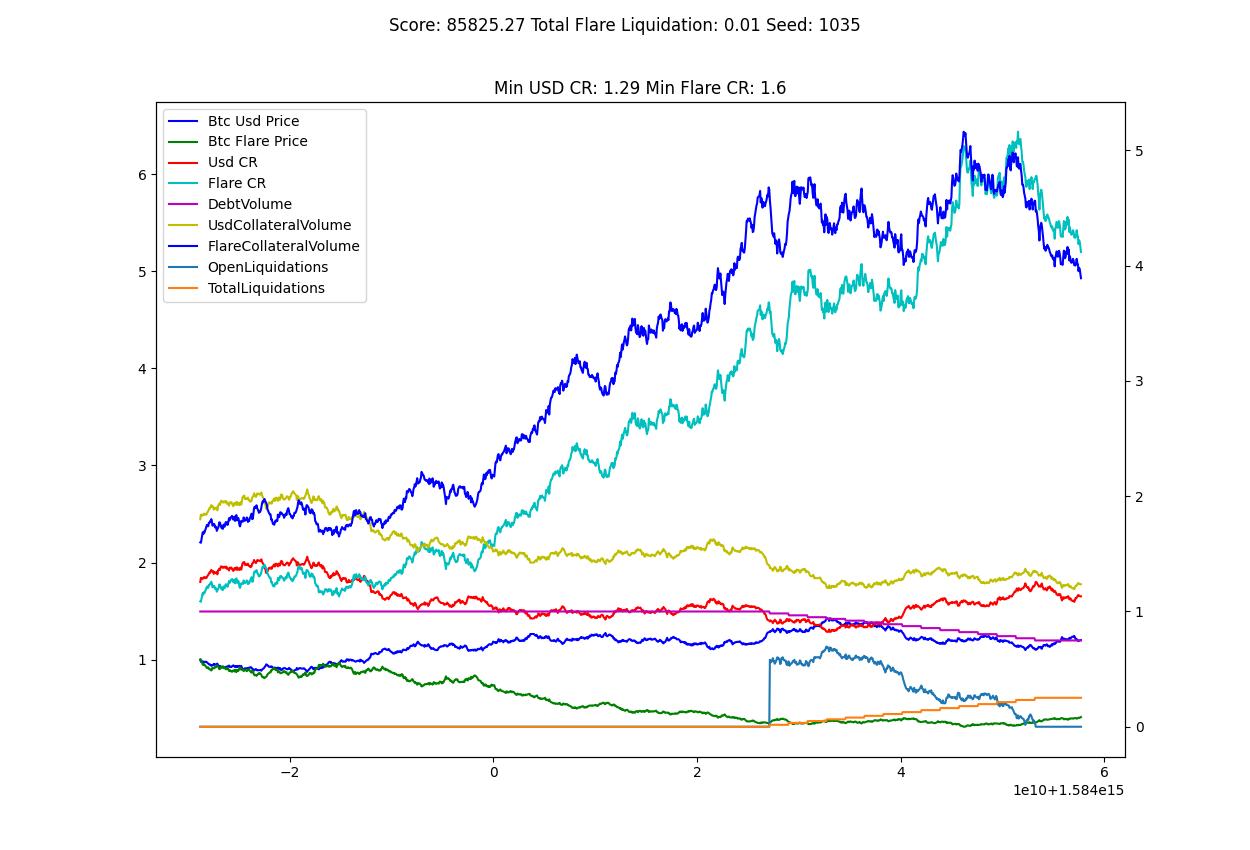 Score: 85825.27 Total Flare Liquidation: 0.01 Seed: 1035
Min USD CR: 1.29 Min Flare CR: 1.6
Btc Usd Price
Btc Flare Price
Usd CR
Flare CR
DebtVolume
UsdCollateralVolume
FlareCollateralVolume
OpenLiquidations
TotalLiquidations
6
5
4
3
2
1
5
4
3
2
1
0
−2
0
2
4
6
1e10+1.584e15